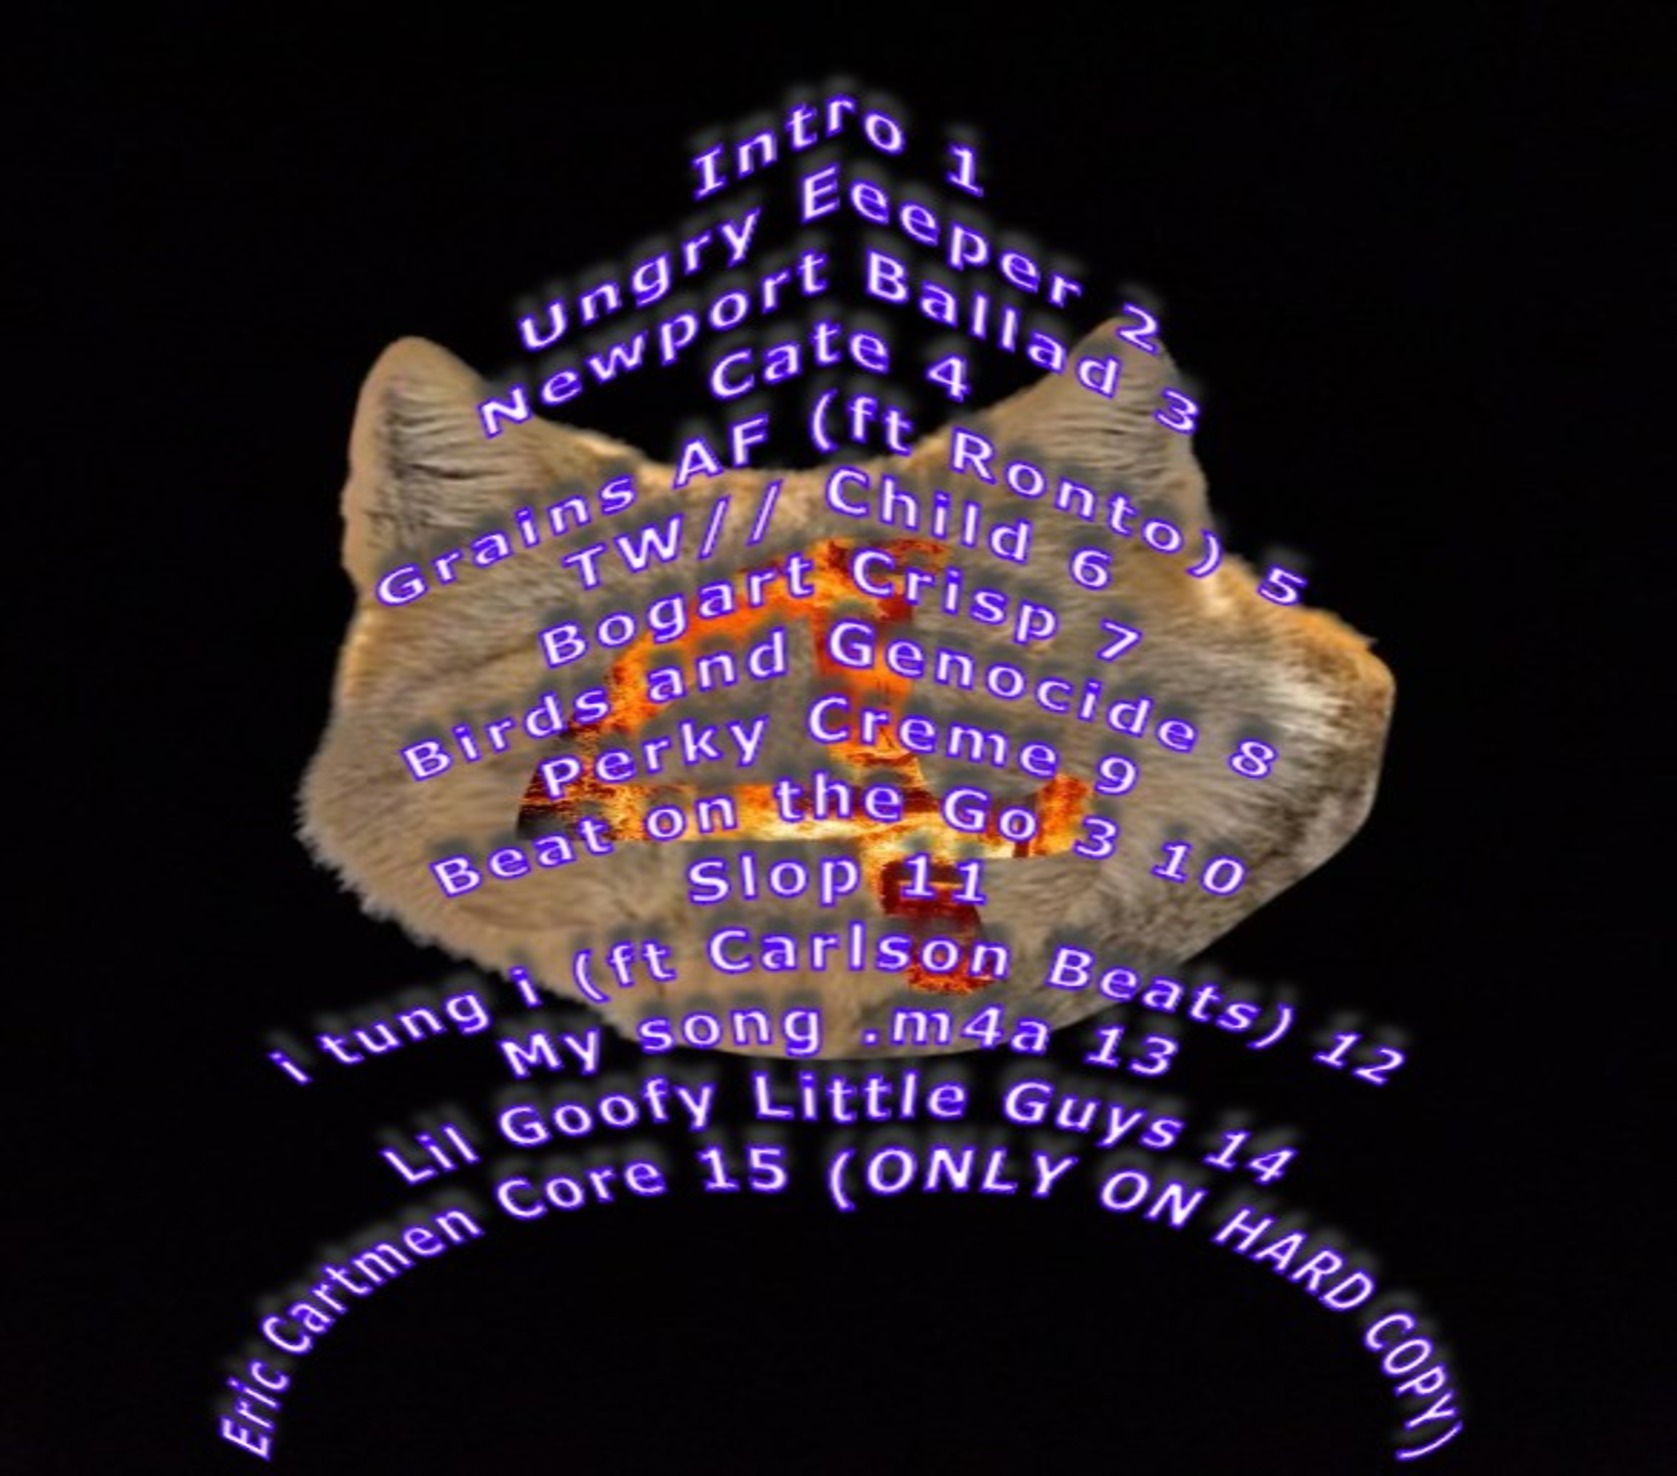 Intro 1
Ungry Eeeper 2
Newport Ballad 3
Cate 4
Grains AF (ft Ronto) 5
TW// Child 6
Bogart Crisp 7
Birds and Genocide 8
Perky Creme 9
Beat on the Go 3 10
Slop 11
i tung i (ft Carlson Beats) 12
My song .m4a 13
Lil Goofy Little Guys 14
Eric Cartmen Core 15 (ONLY ON HARD COPY)